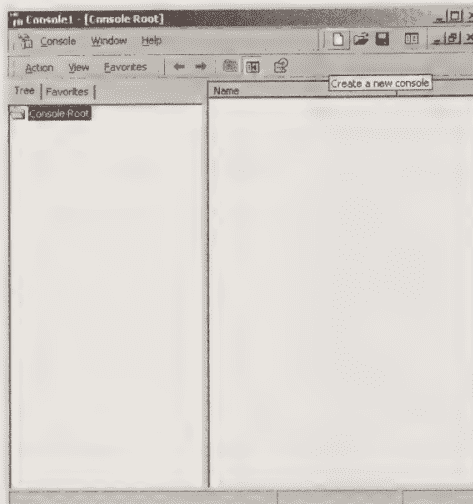 Console1 - [Console Root]
Console Window Help
Action View Favorites
Create a new console
Tree Favorites Name
Console Root